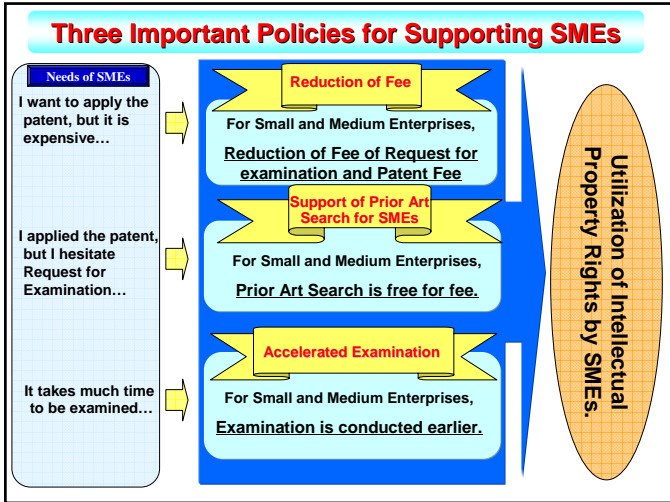 Three Important Policies for Supporting SMEs
Needs of SMEs
I want to apply the
patent, but it is
expensive…
Reduction of Fee
For Small and Medium Enterprises,
Reduction of Fee of Request for
examination and Patent Fee
I applied the patent,
but I hesitate
Request for
Examination…
Support of Prior Art
Search for SMEs
For Small and Medium Enterprises,
Prior Art Search is free for fee.
It takes much time
to be examined…
Accelerated Examination
For Small and Medium Enterprises,
Examination is conducted earlier.
Utilization of Intellectual
Property Rights by SMEs.